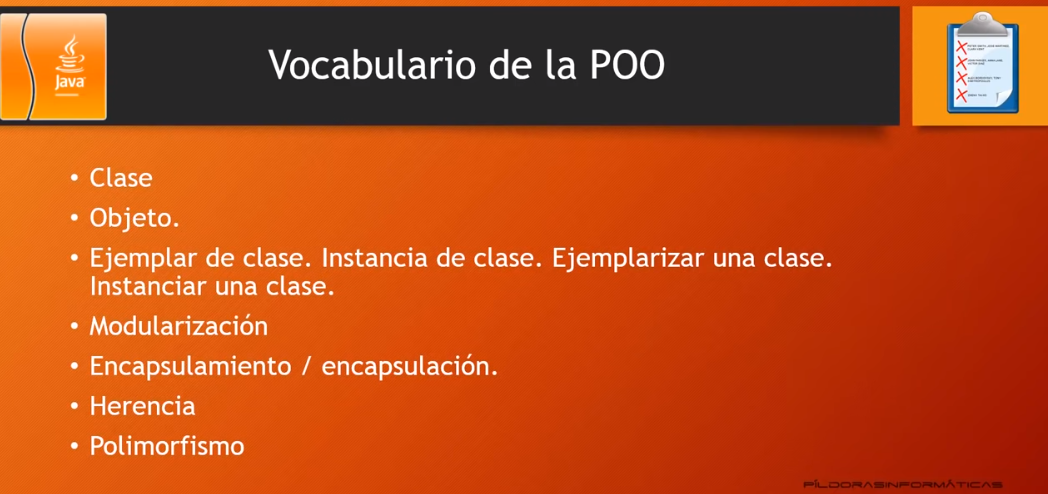 Java
Vocabulario de la POO
• Clase
• Objeto.
• Ejemplar de clase. Instancia de clase. Ejemplarizar una clase.
Instanciar una clase.
• Modularización
• Encapsulamiento / encapsulación.
• Herencia
• Polimorfismo
PÍLDORASINFORMÁTICAS